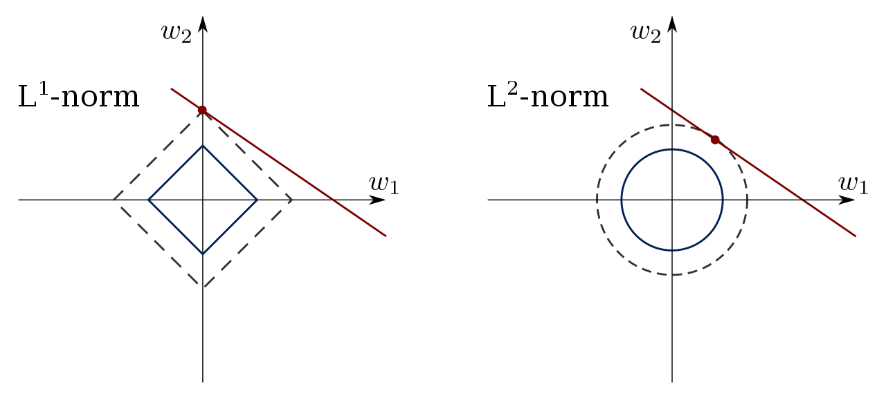 w₂
L¹-norm
w₁
w₂
L²-norm
w₁